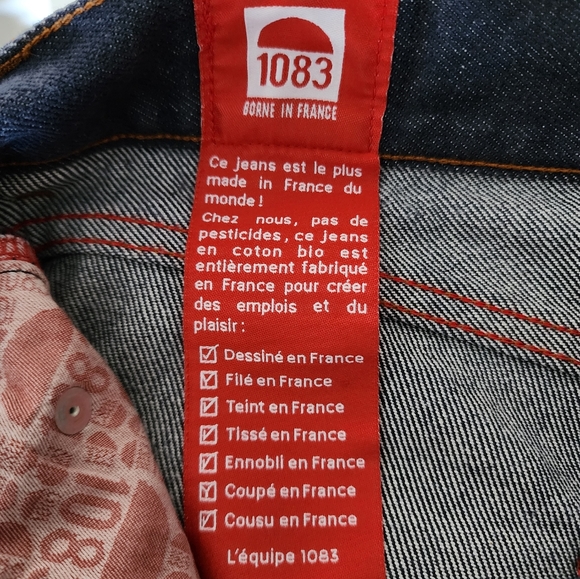 1083
BORNE IN FRANCE
Ce jeans est le plus
made in France du
monde !
Chez nous, pas de
pesticides, ce jeans
en coton bio est
entièrement fabriqué
en France pour créer
des emplois et du
plaisir :
Dessiné en France
Filé en France
Teint en France
Tissé en France
Ennobli en France
Coupé en France
Cousu en France
L'équipe 1083